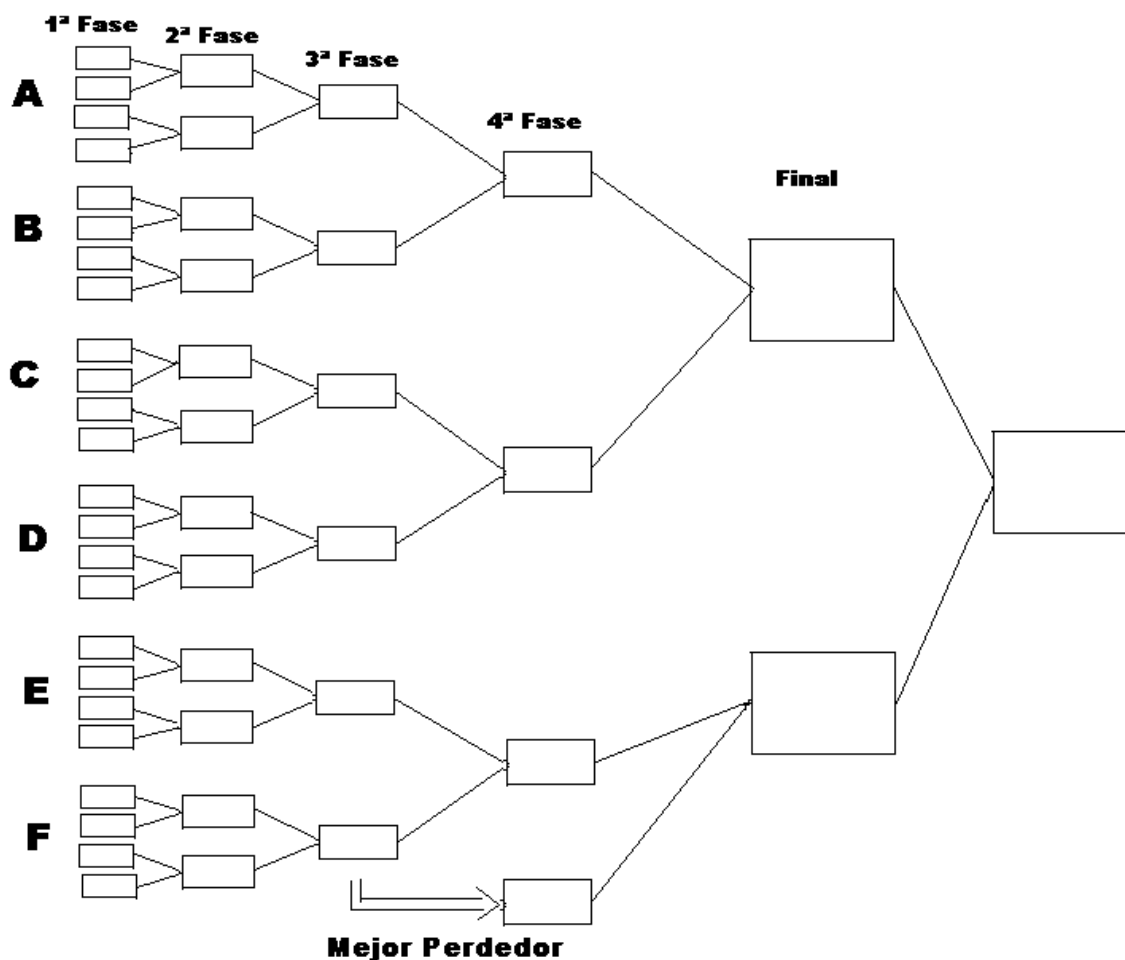 1ª Fase
2ª Fase
3ª Fase
4ª Fase
Final
A
B
C
D
E
F
Mejor Perdedor